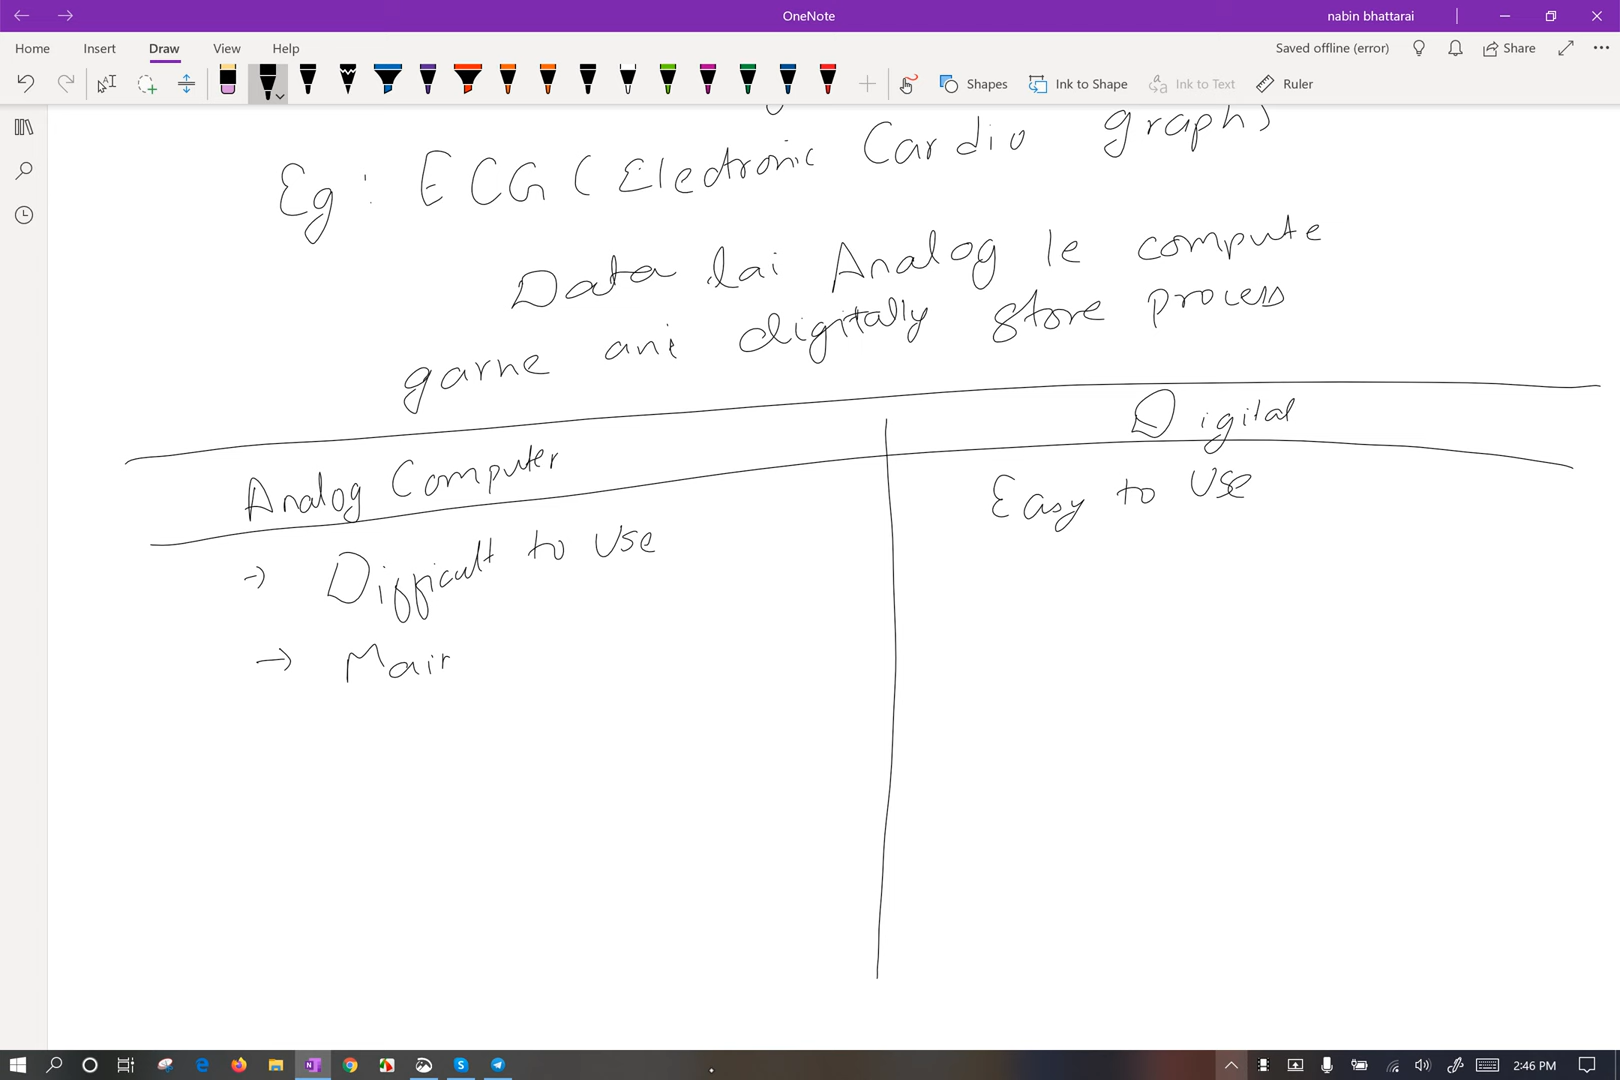 OneNote
nabin bhattarai
Home Insert Draw View Help
Saved offline (error)
Share
Shapes
Ink to Shape
Ink to Text
Ruler
Eg : ECG ( Electronic Cardio graph)
Data lai Analog le compute
garne ani digitally store process
Analog Computer
Digital
→ Difficult to Use
Easy to Use
→ Mair
2:46 PM